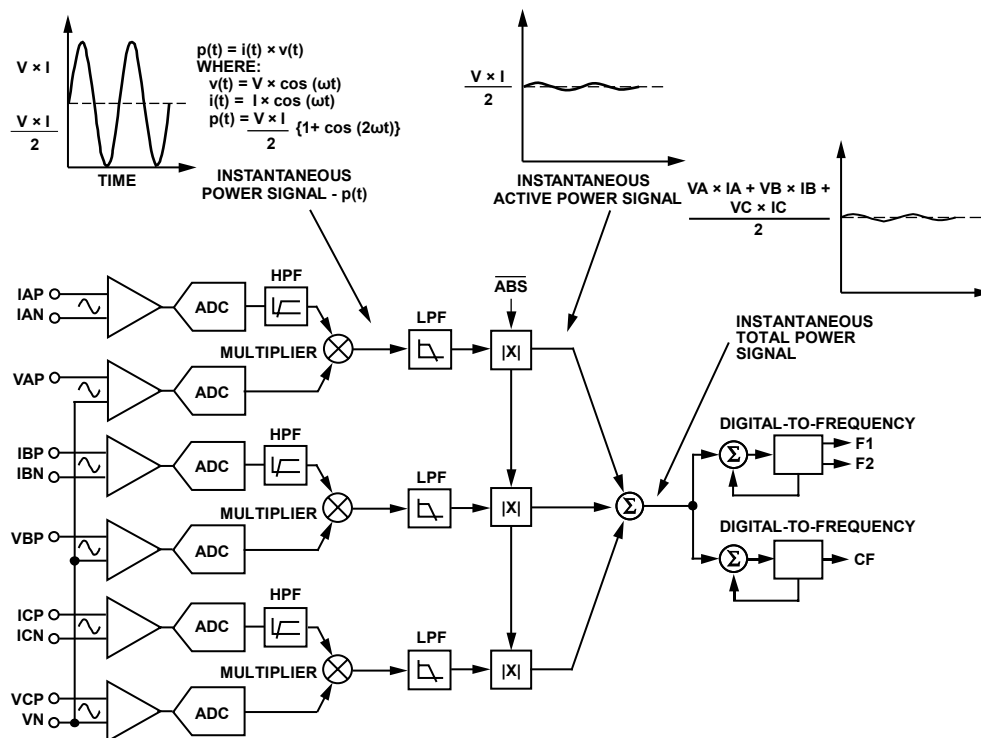 V × I
V × I
2
TIME
p(t) = i(t) × v(t)
WHERE:
v(t) = V × cos (ωt)
i(t) = I × cos (ωt)
p(t) = V × I
2
{1+ cos (2ωt)}
INSTANTANEOUS
POWER SIGNAL - p(t)
V × I
2
INSTANTANEOUS
ACTIVE POWER SIGNAL
VA × IA + VB × IB +
VC × IC
2
INSTANTANEOUS
TOTAL POWER
SIGNAL
IAP
IAN
ADC
HPF
MULTIPLIER
LPF
ABS
|X|
VAP
ADC
IBP
IBN
ADC
HPF
MULTIPLIER
LPF
|X|
VBP
ADC
ICP
ICN
ADC
HPF
MULTIPLIER
LPF
|X|
VCP
VN
ADC
Σ
DIGITAL-TO-FREQUENCY
Σ
F1
F2
DIGITAL-TO-FREQUENCY
Σ
CF